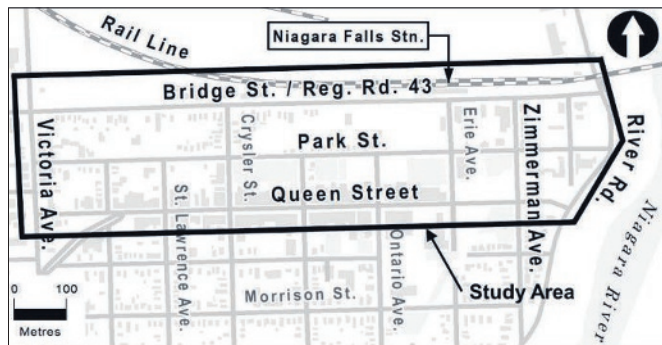 Rail Line
Niagara Falls Stn.
Bridge St. / Reg. Rd. 43
Victoria Ave.
Crysler St.
Park St.
Erie Ave.
Zimmerman Ave.
River Rd.
Queen Street
St. Lawrence Ave.
Ontario Ave.
Niagara River
0 100
Metres
Morrison St.
Study Area